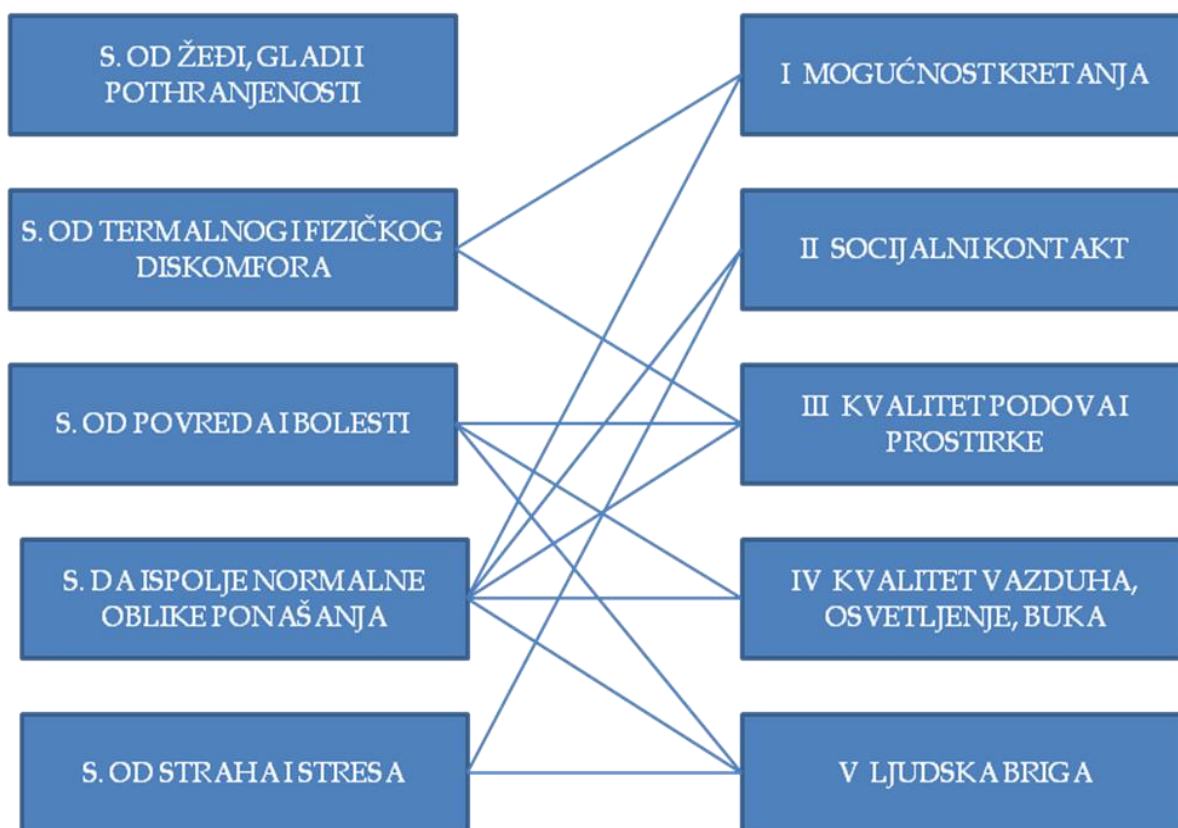 S. OD ŽEĐI, GLADI I
POTHRANJENOSTI
S. OD TERMALNOG I FIZIČKOG
DISKOMFORA
S. OD POVREDA I BOLESTI
S. DA ISPOLJE NORMALNE
OBLIKE PONAŠANJA
S. OD STRAHA I STRESA
I MOGUĆNOST KRETANJA
II SOCIJALNI KONTAKT
III KVALITET PODOVA I
PROSTIRKE
IV KVALITET VAZDUHA,
OSVETLJENJE, BUKA
V LJUDSKA BRIGA